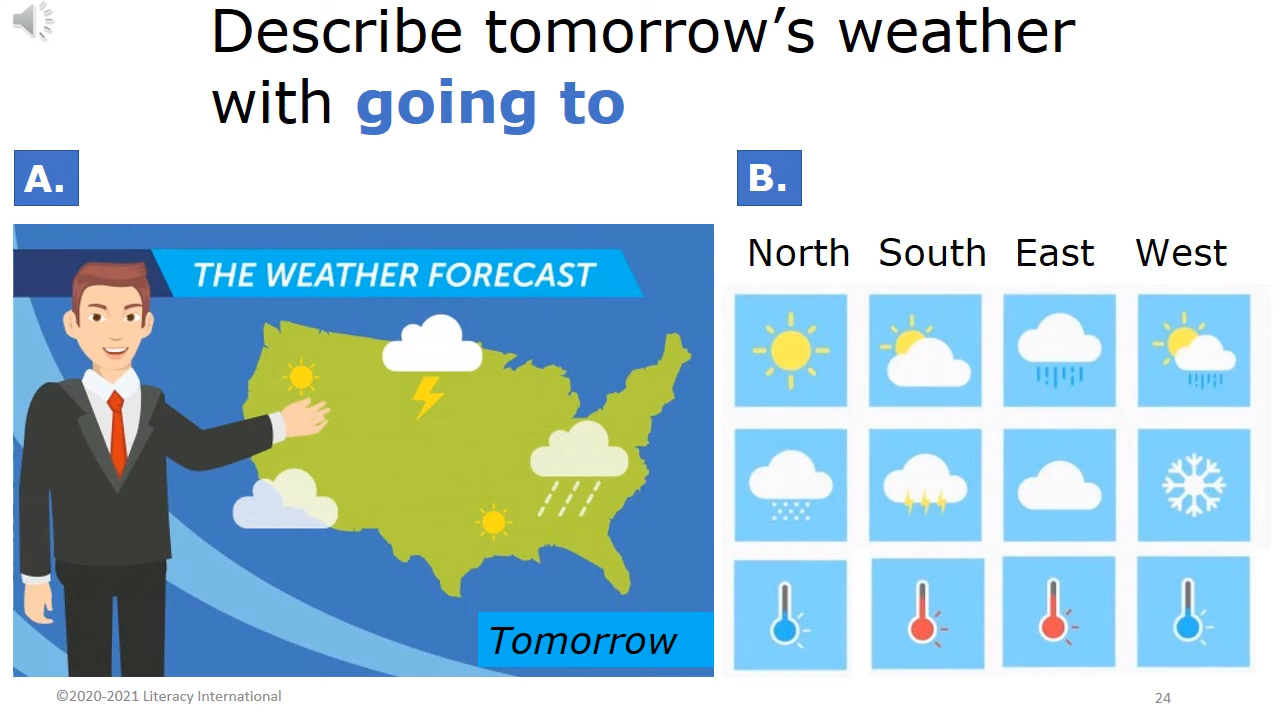 Describe tomorrow’s weather
with going to
A.
B.
THE WEATHER FORECAST
North South East West
Tomorrow
©2020-2021 Literacy International
24